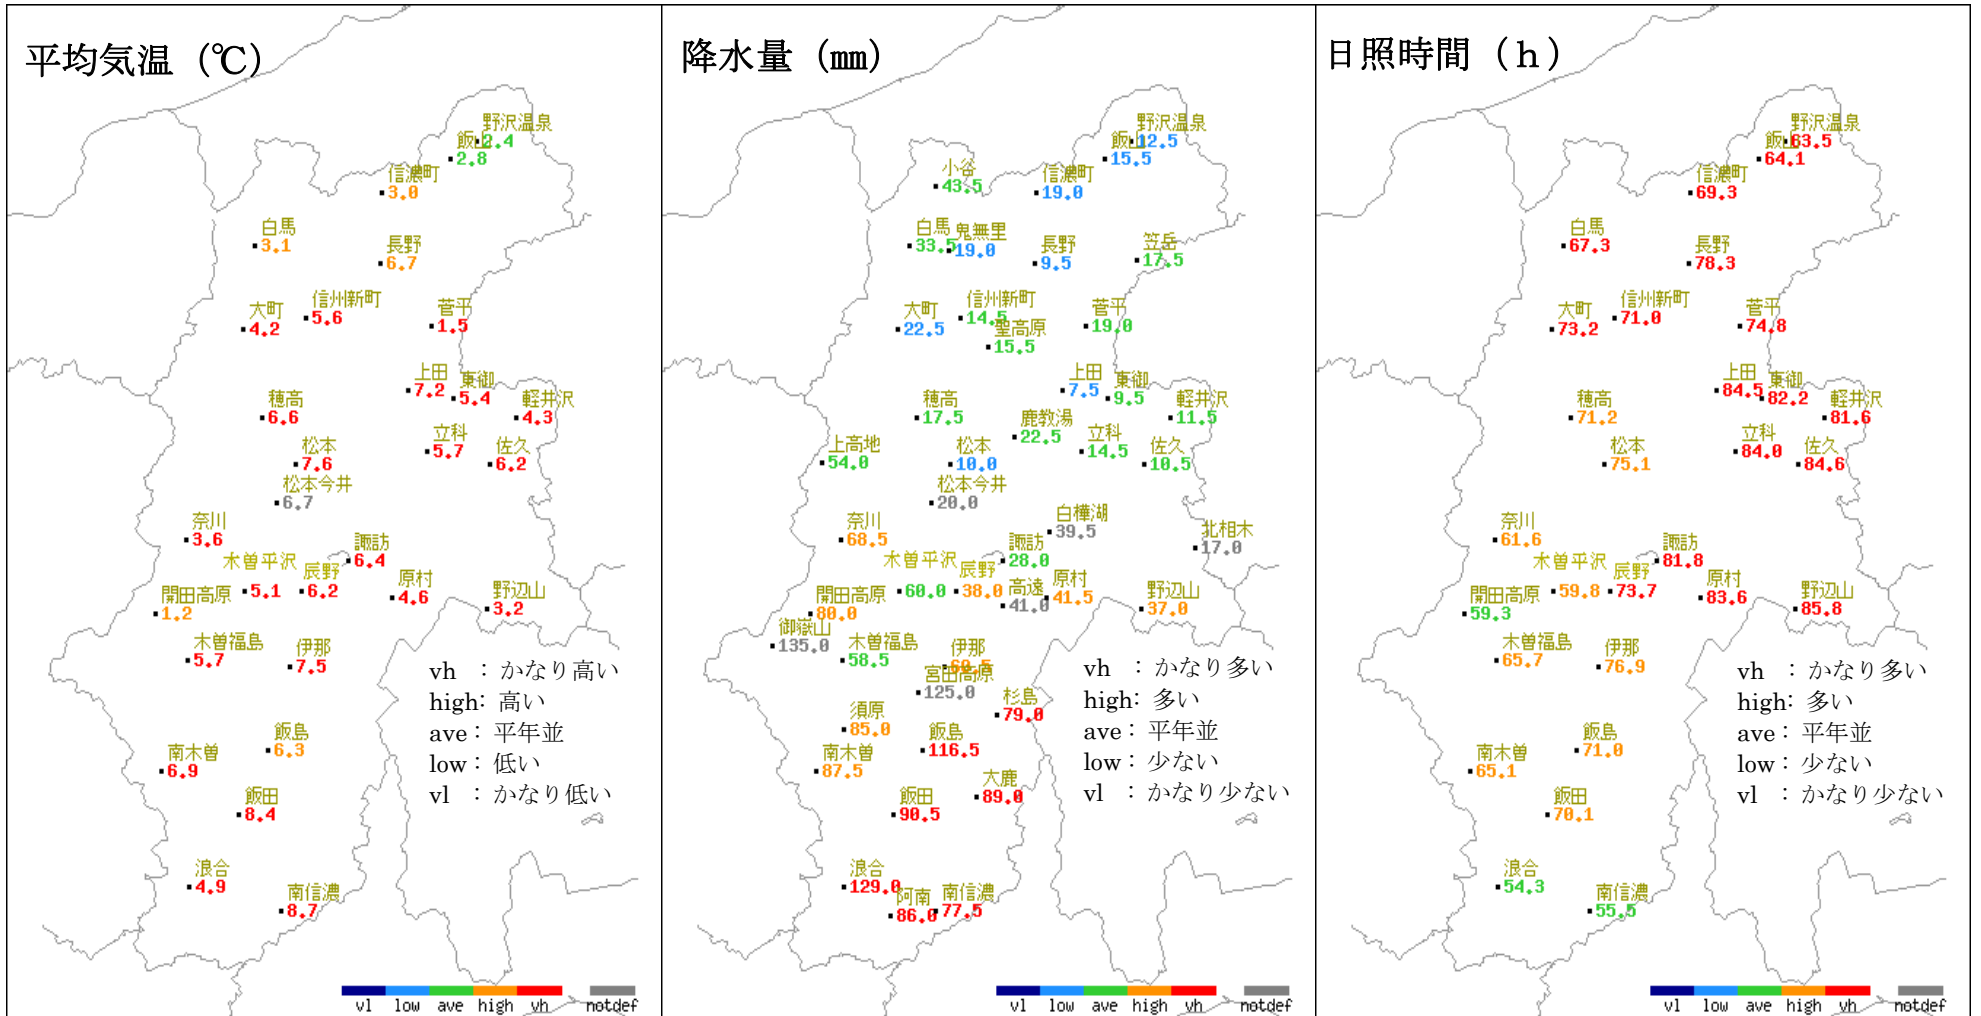 平均気温 (℃)
野沢温泉
2.4
飯山
2.8
信濃町
3.0
白馬
3.1
長野
6.7
信州新町
5.6
大町
4.2
菅平
1.5
上田
7.2
東御
5.4
軽井沢
4.3
穂高
6.6
立科
5.7
佐久
6.2
松本
7.6
松本今井
6.7
奈川
3.6
諏訪
6.4
木曽平沢
5.1
辰野
6.2
原村
4.6
野辺山
3.2
開田高原
1.2
木曽福島
5.7
伊那
7.5
飯島
6.3
南木曽
6.9
飯田
8.4
浪合
4.9
南信濃
8.7
vh : かなり高い
high: 高い
ave : 平年並
low : 低い
vl : かなり低い
vl low ave high vh notdef
降水量 (㎜)
野沢温泉
12.5
飯山
15.5
小谷
43.5
信濃町
19.0
白馬
33.5
鬼無里
19.0
長野
9.5
笠岳
17.5
信州新町
14.5
大町
22.5
菅平
19.0
聖高原
15.5
上田
7.5
東御
9.5
軽井沢
11.5
穂高
17.5
鹿教湯
22.5
立科
14.5
佐久
10.5
上高地
54.0
松本
10.0
松本今井
20.0
白樺湖
39.5
北相木
17.0
奈川
68.5
諏訪
28.0
木曽平沢
60.0
辰野
38.0
高遠
41.0
原村
41.5
野辺山
37.0
開田高原
80.0
御嶽山
135.0
木曽福島
58.5
伊那
宮田高原
125.0
杉島
79.0
須原
85.0
飯島
116.5
南木曽
87.5
大鹿
89.0
飯田
90.5
浪合
129.0
阿南
86.0
南信濃
77.5
vh : かなり多い
high: 多い
ave : 平年並
low : 少ない
vl : かなり少ない
vl low ave high vh notdef
日照時間 (ｈ)
野沢温泉
63.5
飯山
64.1
信濃町
69.3
白馬
67.3
長野
78.3
信州新町
71.0
大町
73.2
菅平
74.8
上田
84.5
東御
82.2
軽井沢
81.6
穂高
71.2
立科
84.0
佐久
84.6
松本
75.1
奈川
61.6
諏訪
81.8
木曽平沢
59.8
辰野
73.7
原村
83.6
野辺山
85.8
開田高原
59.3
木曽福島
65.7
伊那
76.9
飯島
71.0
南木曽
65.1
飯田
70.1
浪合
54.3
南信濃
55.5
vh : かなり多い
high: 多い
ave : 平年並
low : 少ない
vl : かなり少ない
vl low ave high vh notdef